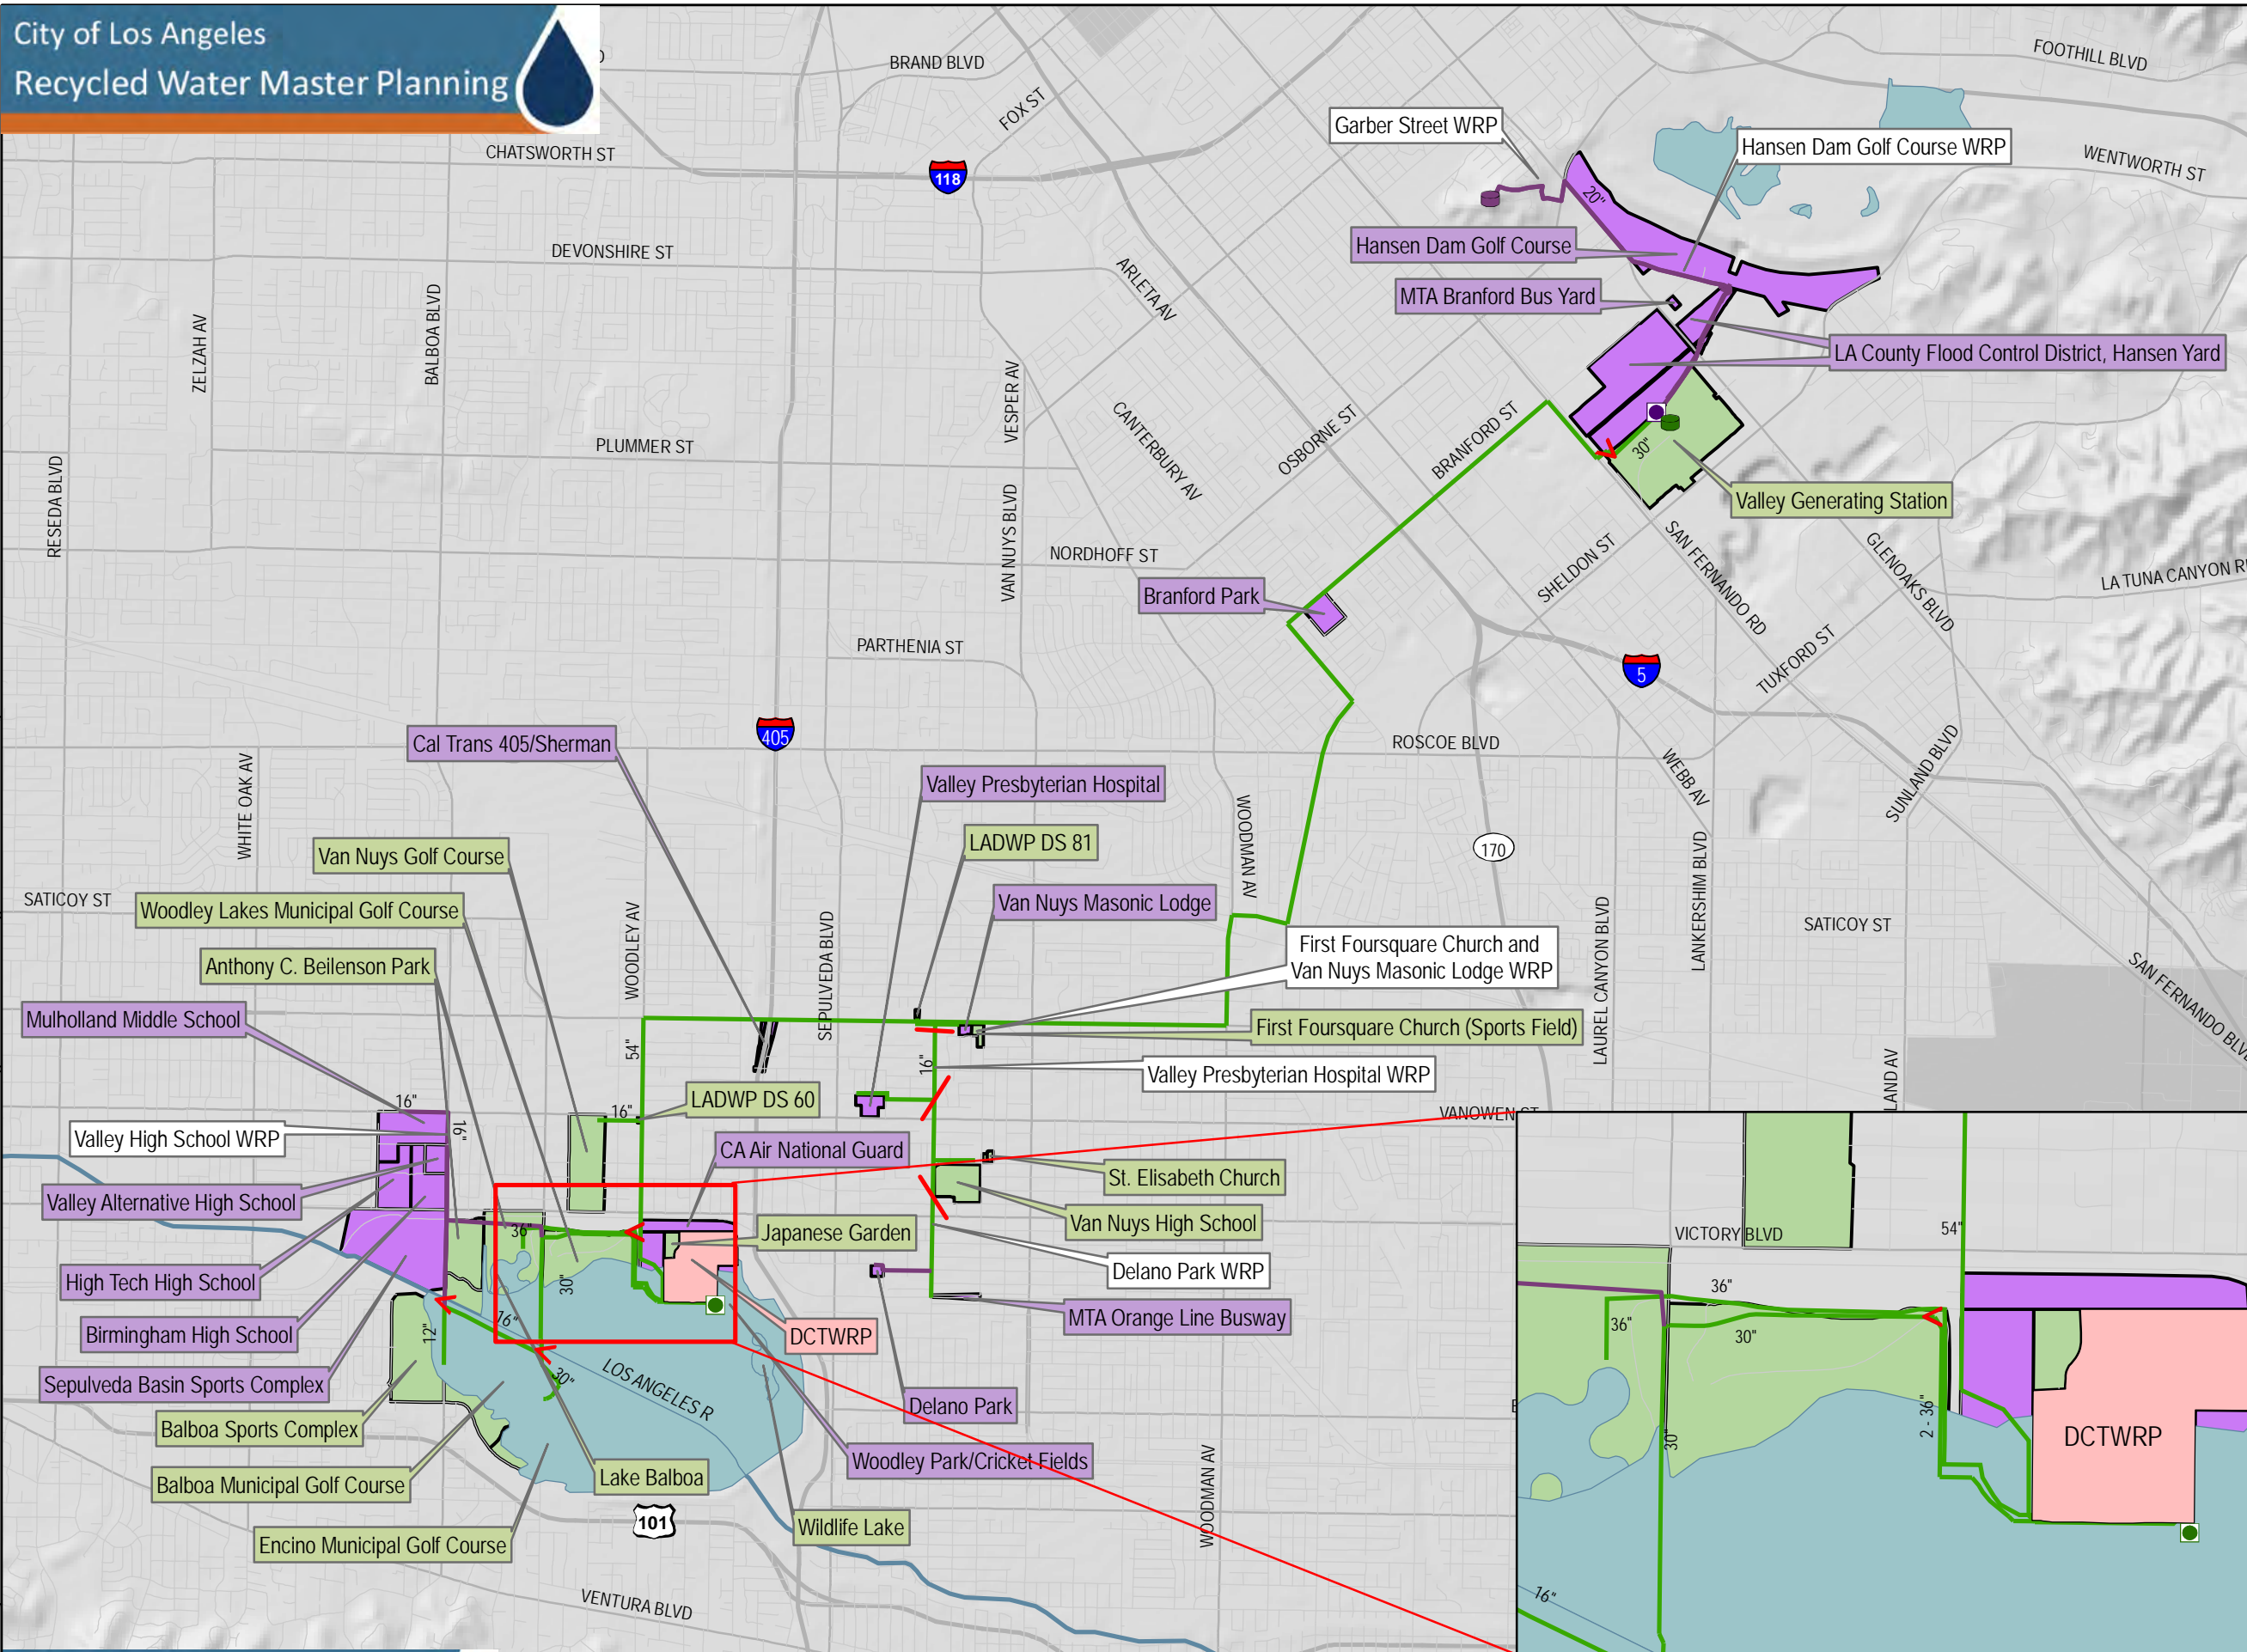 City of Los Angeles
Recycled Water Master Planning
BRAND BLVD
FOX ST
FOOTHILL BLVD
Garber Street WRP
Hansen Dam Golf Course WRP
CHATSWORTH ST
118
WENTWORTH ST
20"
Hansen Dam Golf Course
DEVONSHIRE ST
ARLETA AV
MTA Branford Bus Yard
ZELZAH AV
BALBOA BLVD
LA County Flood Control District, Hansen Yard
VESPER AV
CANTERBURY AV
OSBORNE ST
BRANFORD ST
PLUMMER ST
30"
RESEDA BLVD
Valley Generating Station
VAN NUYS BLVD
NORDHOFF ST
SHELDON ST
SAN FERNANDO RD
GLENOAKS BLVD
LA TUNA CANYON R
Branford Park
PARTHENIA ST
5
TUXFORD ST
405
Cal Trans 405/Sherman
ROSCOE BLVD
WEBB AV
SUNLAND BLVD
WHITE OAK AV
Valley Presbyterian Hospital
WOODMAN AV
LADWP DS 81
170
Van Nuys Golf Course
LANKERSHIM BLVD
SATICOY ST
Woodley Lakes Municipal Golf Course
Van Nuys Masonic Lodge
WOODLEY AV
SEPULVEDA BLVD
LAUREL CANYON BLVD
SATICOY ST
First Foursquare Church and
Van Nuys Masonic Lodge WRP
Anthony C. Beilenson Park
SAN FERNANDO BLV
Mulholland Middle School
First Foursquare Church (Sports Field)
54"
16"
Valley Presbyterian Hospital WRP
LAND AV
16"
16"
LADWP DS 60
VANOWEN ST
16"
Valley High School WRP
CA Air National Guard
St. Elisabeth Church
Valley Alternative High School
Van Nuys High School
36"
Japanese Garden
High Tech High School
30"
Delano Park WRP
Birmingham High School
12"
16"
DCTWRP
MTA Orange Line Busway
Sepulveda Basin Sports Complex
30"
LOS ANGELES R
Delano Park
Balboa Sports Complex
Woodley Park/Cricket Fields
Balboa Municipal Golf Course
Lake Balboa
WOODMAN AV
101
Wildlife Lake
Encino Municipal Golf Course
VENTURA BLVD
VICTORY BLVD
54"
36"
36"
30"
2 - 36"
30"
DCTWRP
16"